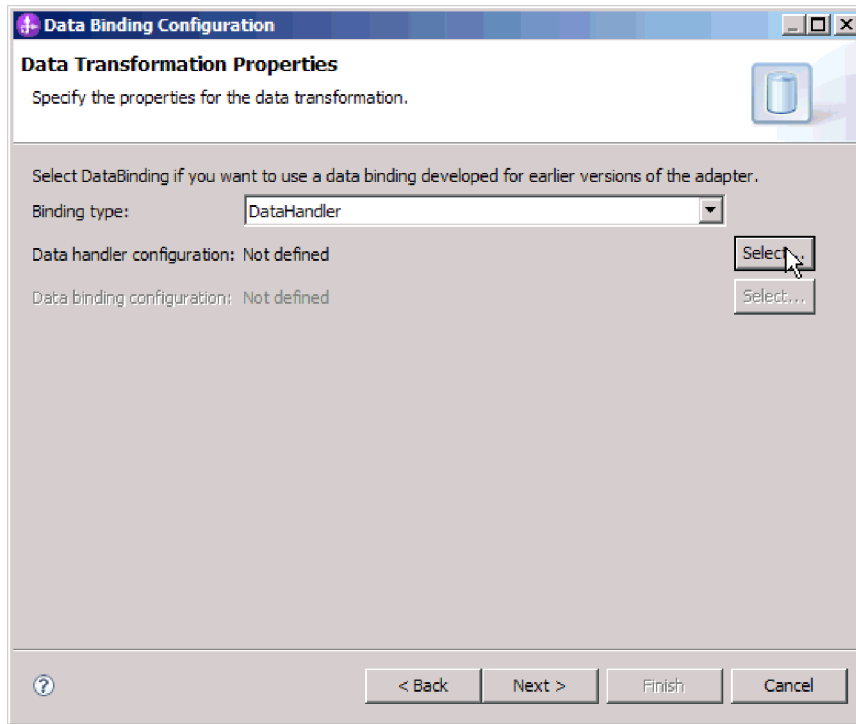 Data Binding Configuration
Data Transformation Properties
Specify the properties for the data transformation.
Select DataBinding if you want to use a data binding developed for earlier versions of the adapter.
Binding type: DataHandler
Data handler configuration: Not defined Select...
Data binding configuration: Not defined Select...
? < Back Next > Finish Cancel